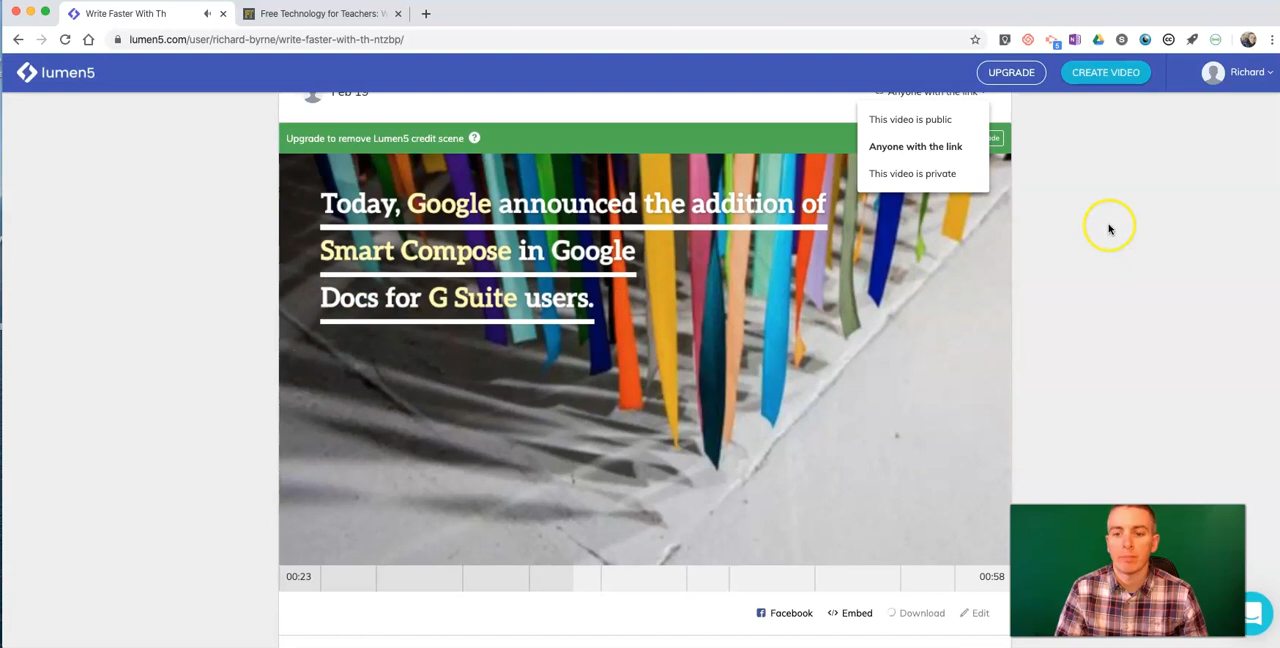 Write Faster With Th
Free Technology for Teachers: W
lumen5.com/user/richard-byrne/write-faster-with-th-ntzbp/
lumen5
UPGRADE
CREATE VIDEO
Richard
Feb 19
Anyone with the link
This video is public
Anyone with the link
This video is private
Upgrade to remove Lumen5 credit scene ?
Today, Google announced the addition of
Smart Compose in Google
Docs for G Suite users.
00:23
00:58
Facebook
Embed
Download
Edit